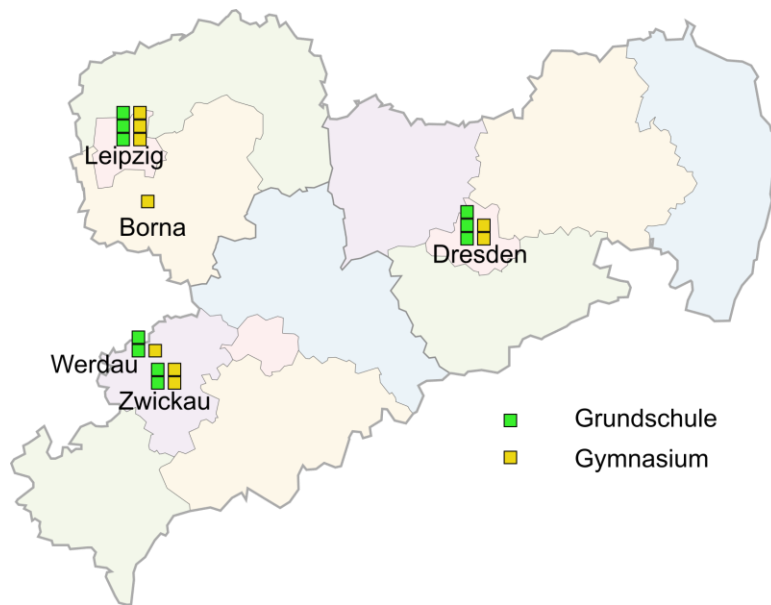 Leipzig
Borna
Dresden
Werdau
Zwickau
Grundschule
Gymnasium